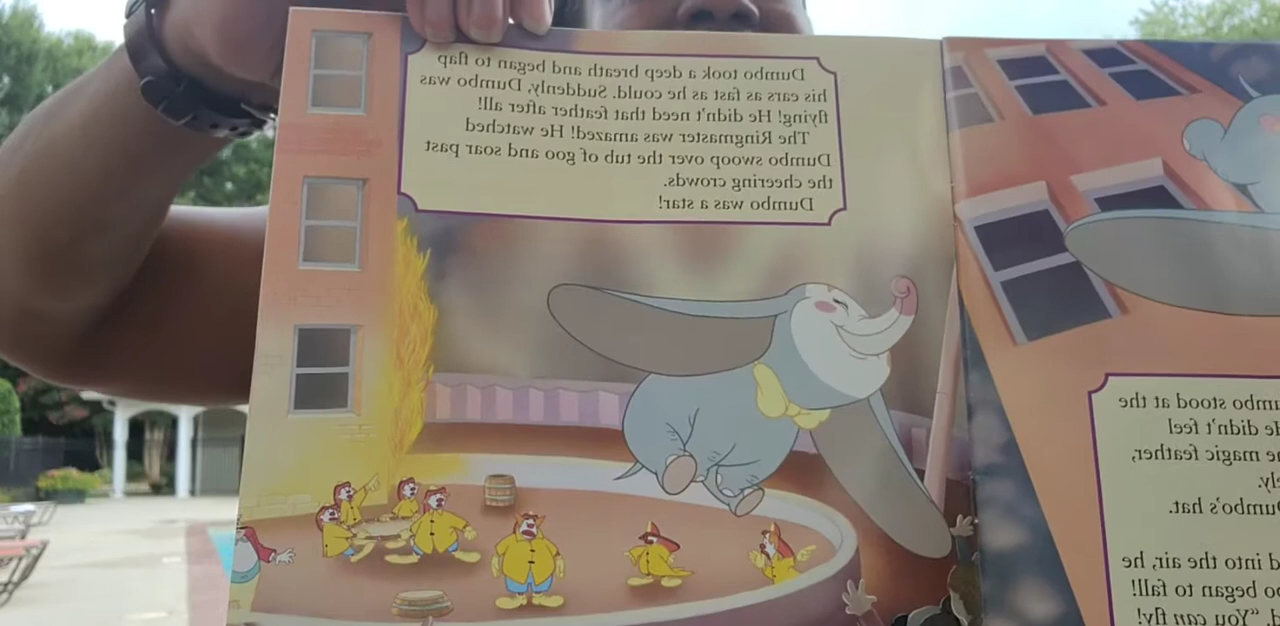 Dumbo took a deep breath and began to flap
his ears as fast as he could. Suddenly, Dumbo was
flying! He didn't need that feather after all!
The Ringmaster was amazed! He watched
Dumbo swoop over the tub of goo and soar past
the cheering crowds.
Dumbo was a star!
stood at the
didn't feel
magic feather,
hat.
into the air, he
began to fall!
"You can fly!